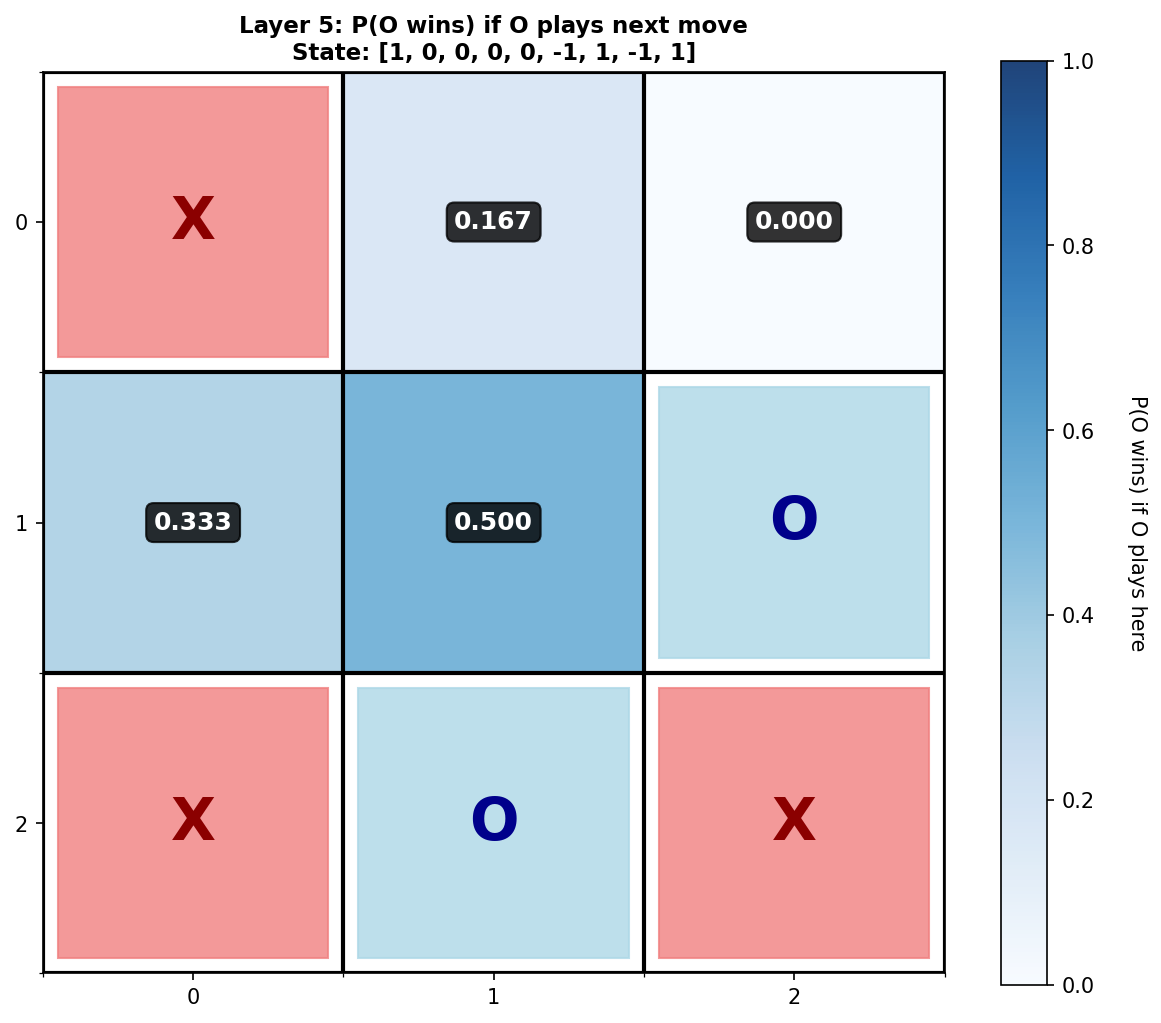 Layer 5: P(O wins) if O plays next move
State: [1, 0, 0, 0, 0, -1, 1, -1, 1]
0
X
0.167
0.000
1
0.333
0.500
O
2
X
O
X
0
1
2
1.0
0.8
0.6
0.4
0.2
0.0
P(O wins) if O plays here